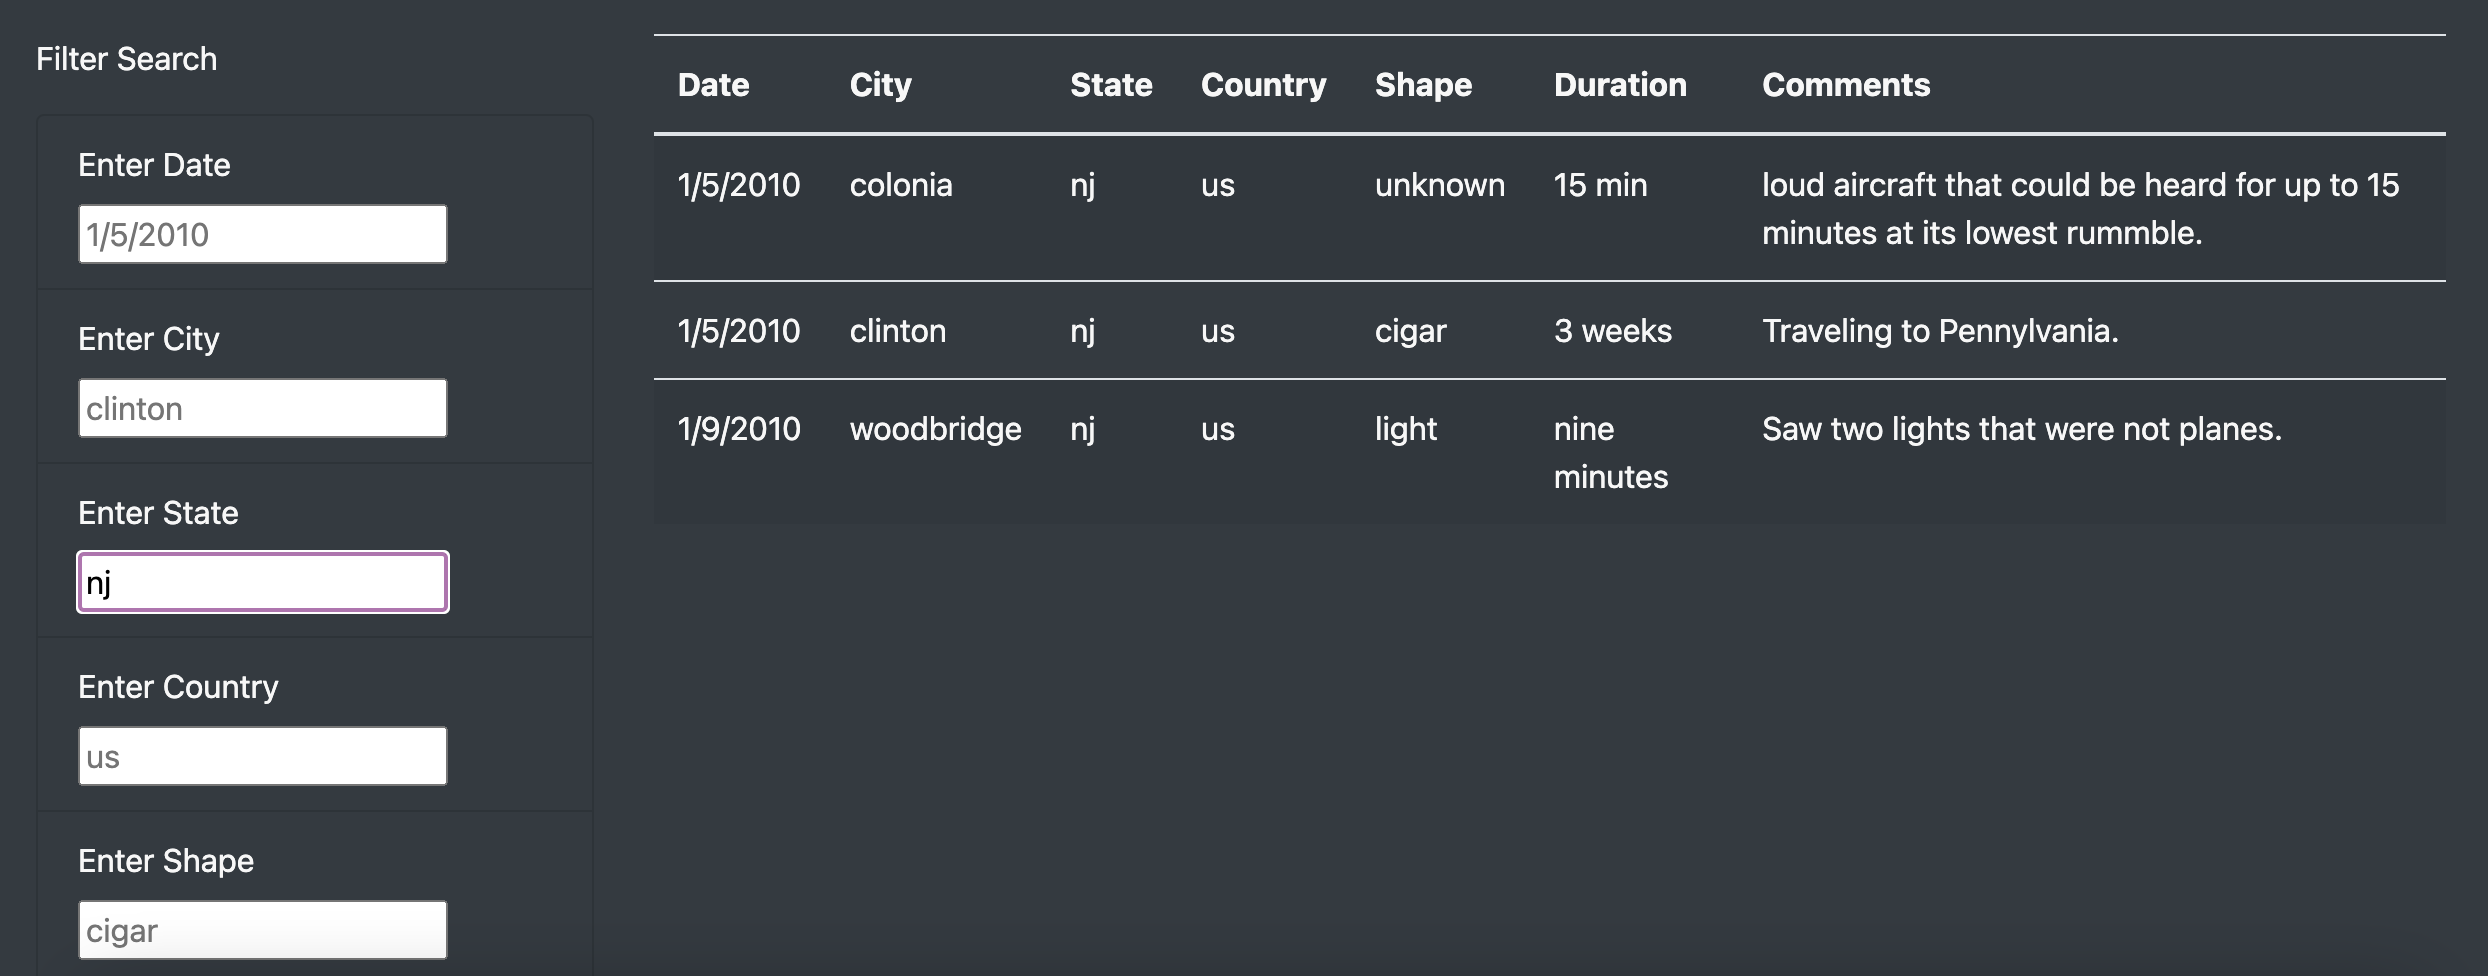 Filter Search
Enter Date
1/5/2010
Enter City
clinton
Enter State
nj
Enter Country
us
Enter Shape
cigar
Date City State Country Shape Duration Comments
1/5/2010 colonia nj us unknown 15 min loud aircraft that could be heard for up to 15
minutes at its lowest rummble.
1/5/2010 clinton nj us cigar 3 weeks Traveling to Pennylvania.
1/9/2010 woodbridge nj us light nine Saw two lights that were not planes.
minutes